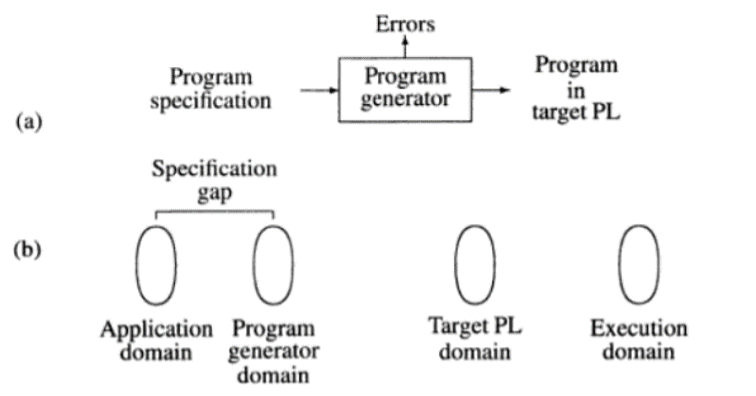 Errors
Program
specification
Program
generator
Program
in
target PL
(a)
Specification
gap
(b)
Application
domain
Program
generator
domain
Target PL
domain
Execution
domain